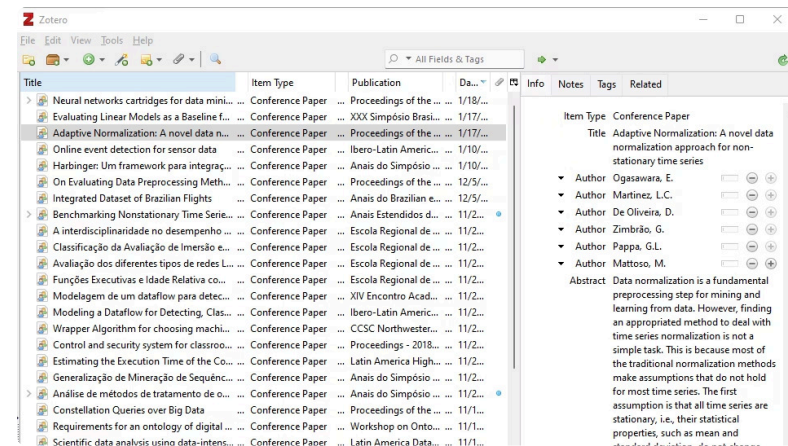 Zotero
File Edit View Tools Help
All Fields & Tags
Title Item Type Publication Da... Info Notes Tags Related
Neural networks cartridges for data mini... ... Conference Paper ... Proceedings of the ... ... 1/18/...
Evaluating Linear Models as a Baseline f... ... Conference Paper ... XXX Simpósio Brasi... ... 1/17/...
Adaptive Normalization: A novel data n... ... Conference Paper ... Proceedings of the ... ... 1/17/...
Online event detection for sensor data ... Conference Paper ... Ibero-Latin Americ... ... 1/10/...
Harbinger: Um framework para integraç... ... Conference Paper ... Anais do Simpósio ... ... 1/10/...
On Evaluating Data Preprocessing Meth... ... Conference Paper ... Proceedings of the ... ... 12/5/...
Integrated Dataset of Brazilian Flights ... Conference Paper ... Anais do Brazilian e... ... 12/5/...
Benchmarking Nonstationary Time Serie... ... Conference Paper ... Anais Estendidos d... ... 11/2...
A interdisciplinaridade no desempenho ... ... Conference Paper ... Escola Regional de ... ... 11/2...
Classificação da Avaliação de Imersão e... ... Conference Paper ... Escola Regional de ... ... 11/2...
Avaliação dos diferentes tipos de redes L... ... Conference Paper ... Escola Regional de ... ... 11/2...
Funções Executivas e Idade Relativa co... ... Conference Paper ... Escola Regional de ... ... 11/2...
Modelagem de um dataflow para detec... ... Conference Paper ... XIV Encontro Acad... ... 11/2...
Modeling a Dataflow for Detecting, Clas... ... Conference Paper ... Ibero-Latin Americ... ... 11/2...
Wrapper Algorithm for choosing machi... ... Conference Paper ... CCSC Northwester... ... 11/2...
Control and security system for classroo... ... Conference Paper ... Proceedings - 2018... ... 11/2...
Estimating the Execution Time of the Co... ... Conference Paper ... Latin America High... ... 11/2...
Generalização de Mineração de Sequênc... ... Conference Paper ... Anais do Simpósio ... ... 11/2...
Análise de métodos de tratamento de o... ... Conference Paper ... Anais do Simpósio ... ... 11/2...
Constellation Queries over Big Data ... Conference Paper ... Proceedings of the ... ... 11/1...
Requirements for an ontology of digital ... ... Conference Paper ... Workshop on Onto... ... 11/1...
Scientific data analysis using data-intens... ... Conference Paper ... Latin America Data... ... 11/1...
Item Type Conference Paper
Title Adaptive Normalization: A novel data
normalization approach for non-
stationary time series
Author Ogasawara, E.
Author Martinez, L.C.
Author De Oliveira, D.
Author Zimbrão, G.
Author Pappa, G.L.
Author Mattoso, M.
Abstract Data normalization is a fundamental
preprocessing step for mining and
learning from data. However, finding
an appropriated method to deal with
time series normalization is not a
simple task. This is because most of
the traditional normalization methods
make assumptions that do not hold
for most time series. The first
assumption is that all time series are
stationary, i.e., their statistical
properties, such as mean and
standard deviation, do not change